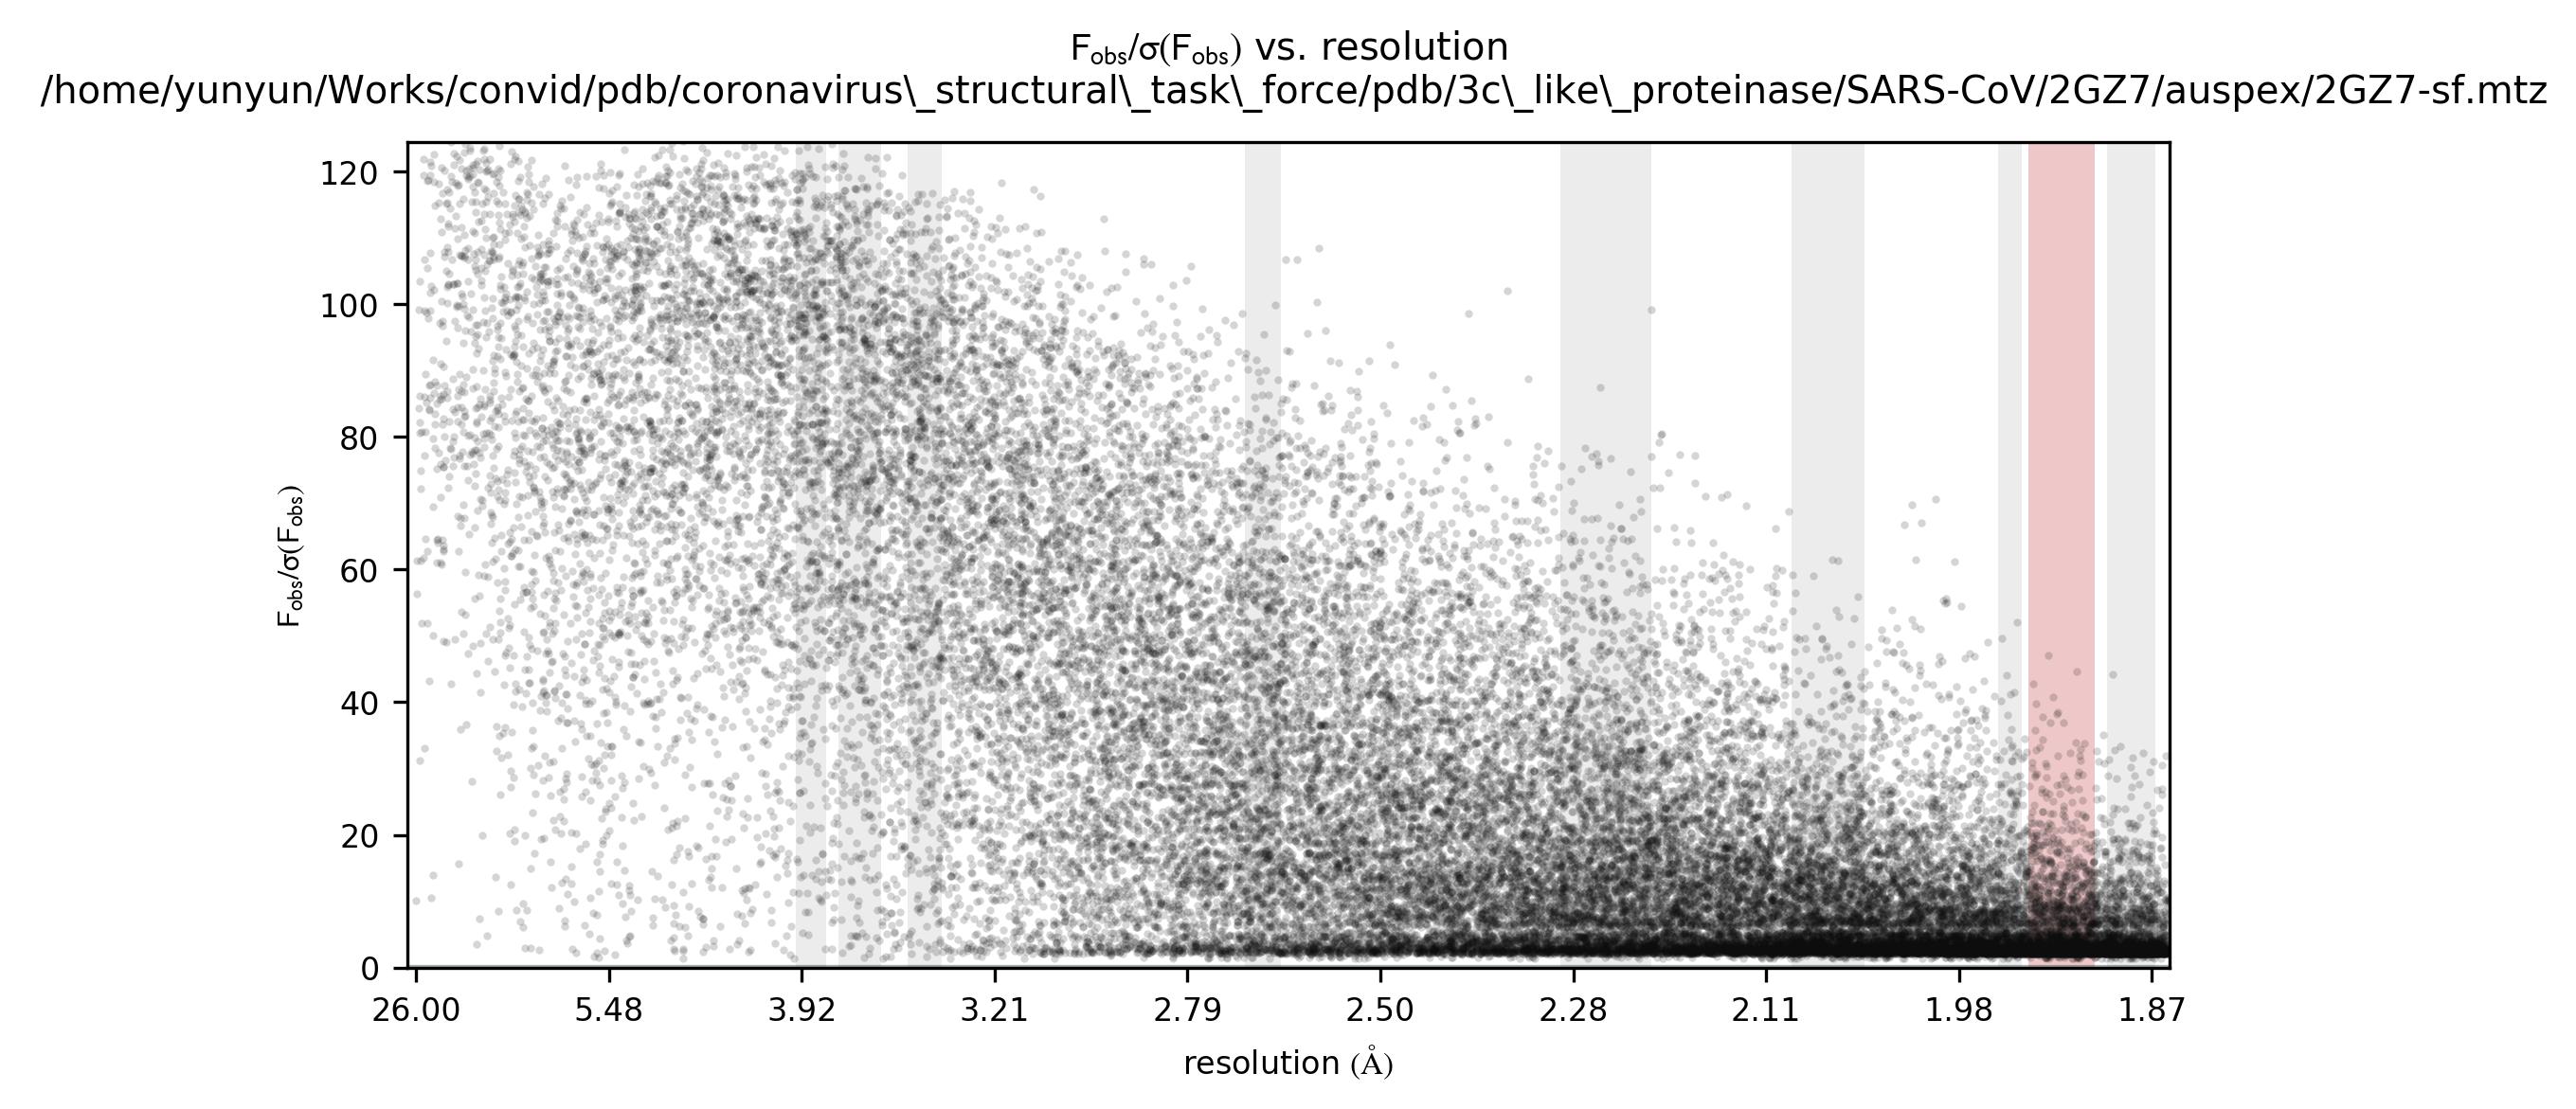 Fobs/σ(Fobs) vs. resolution
/home/yunyun/Works/convid/pdb/coronavirus\_structural\_task\_force/pdb/3c\_like\_proteinase/SARS-CoV/2GZ7/auspex/2GZ7-sf.mtz
Fobs/σ(Fobs)
120
100
80
60
40
20
0
26.00 5.48 3.92 3.21 2.79 2.50 2.28 2.11 1.98 1.87
resolution (Å)